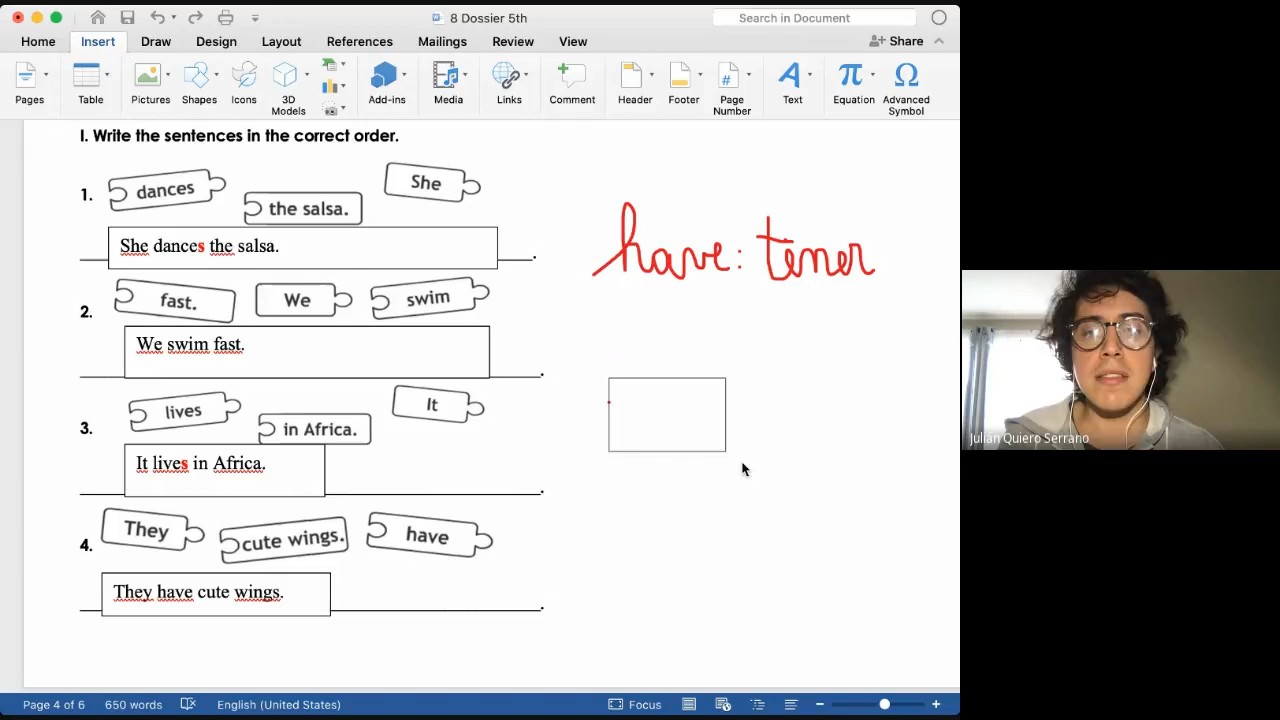 8 Dossier 5th
Search in Document
Home Insert Draw Design Layout References Mailings Review View Share
Pages Table Pictures Shapes Icons 3D Models Add-ins Media Links Comment Header Footer Page Number Text Equation Advanced Symbol
I. Write the sentences in the correct order.
1. dances the salsa. She
She dances the salsa.
have: tener
2. fast. We swim
We swim fast.
3. lives in Africa. It
It lives in Africa.
4. They cute wings. have
They have cute wings.
Julian Quiero Serrano
Page 4 of 6 650 words English (United States) Focus